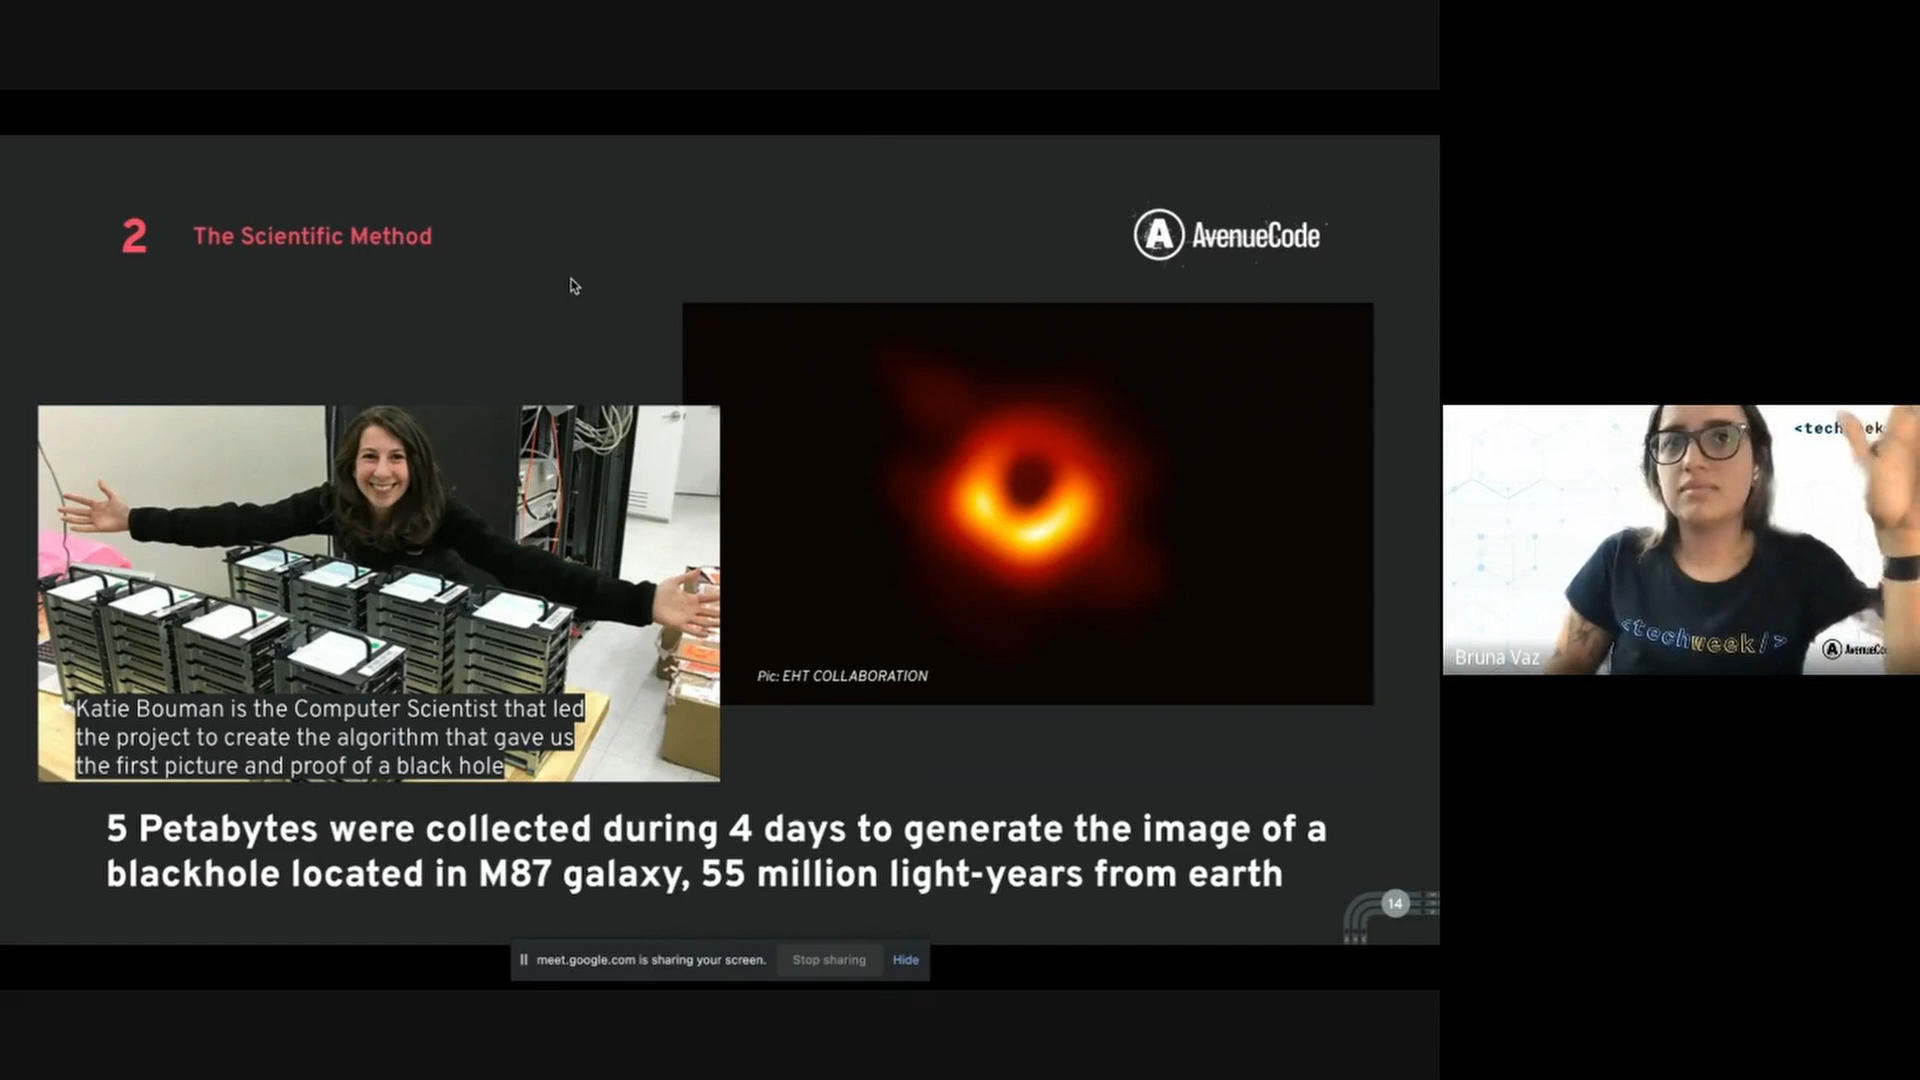 2 The Scientific Method
A AvenueCode
Pic: EHT COLLABORATION
Katie Bouman is the Computer Scientist that led
the project to create the algorithm that gave us
the first picture and proof of a black hole
5 Petabytes were collected during 4 days to generate the image of a
blackhole located in M87 galaxy, 55 million light-years from earth
14
meet.google.com is sharing your screen. Stop sharing Hide
<techweek/>
Bruna Vaz